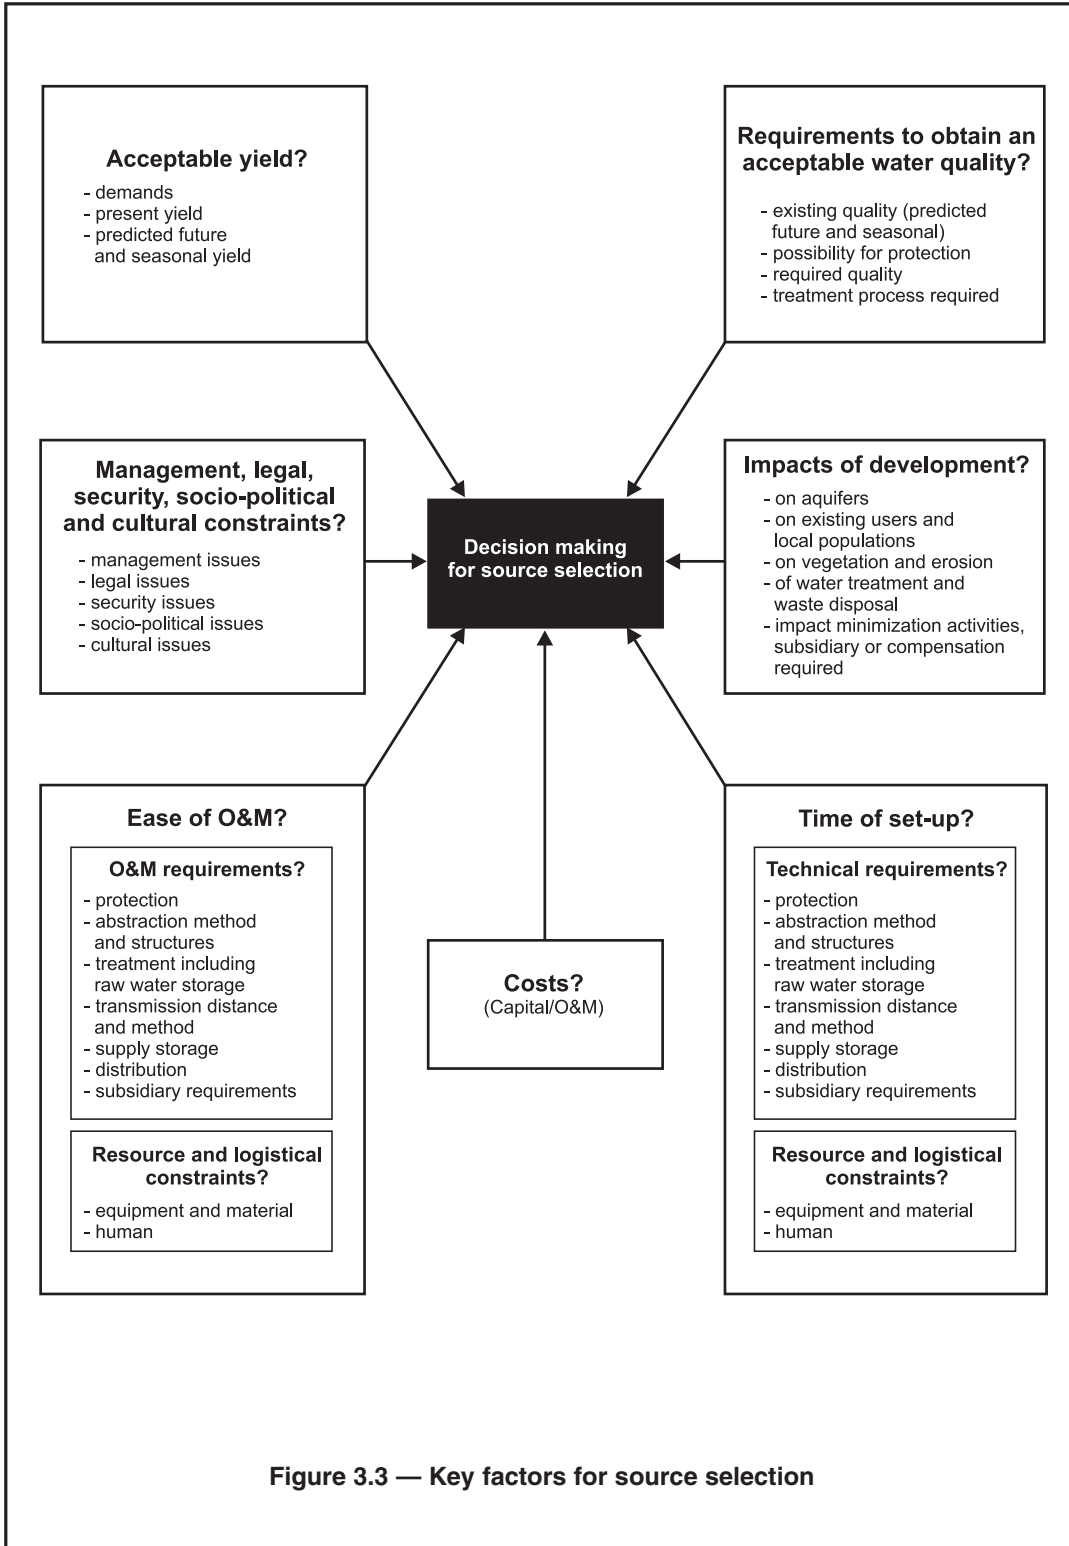 Acceptable yield?
- demands
- present yield
- predicted future
and seasonal yield
Requirements to obtain an
acceptable water quality?
- existing quality (predicted
future and seasonal)
- possibility for protection
- required quality
- treatment process required
Management, legal,
security, socio-political
and cultural constraints?
- management issues
- legal issues
- security issues
- socio-political issues
- cultural issues
Decision making
for source selection
Impacts of development?
- on aquifers
- on existing users and
local populations
- on vegetation and erosion
- of water treatment and
waste disposal
- impact minimization activities,
subsidiary or compensation
required
Ease of O&M?
O&M requirements?
- protection
- abstraction method
and structures
- treatment including
raw water storage
- transmission distance
and method
- supply storage
- distribution
- subsidiary requirements
Resource and logistical
constraints?
- equipment and material
- human
Costs?
(Capital/O&M)
Time of set-up?
Technical requirements?
- protection
- abstraction method
and structures
- treatment including
raw water storage
- transmission distance
and method
- supply storage
- distribution
- subsidiary requirements
Resource and logistical
constraints?
- equipment and material
- human
Figure 3.3 — Key factors for source selection